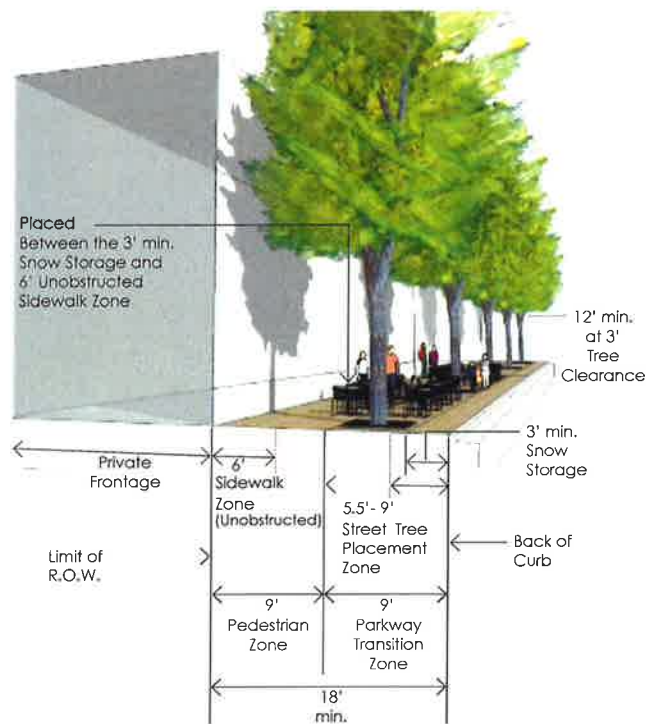 Placed
Between the 3' min.
Snow Storage and
6' Unobstructed
Sidewalk Zone
12' min.
at 3'
Tree
Clearance
3' min.
Snow
Storage
Private
Frontage
6'
Sidewalk
Zone
(Unobstructed)
5.5'- 9'
Street Tree
Placement
Zone
Back of
Curb
Limit of
R.O.W.
9'
Pedestrian
Zone
9'
Parkway
Transition
Zone
18'
min.